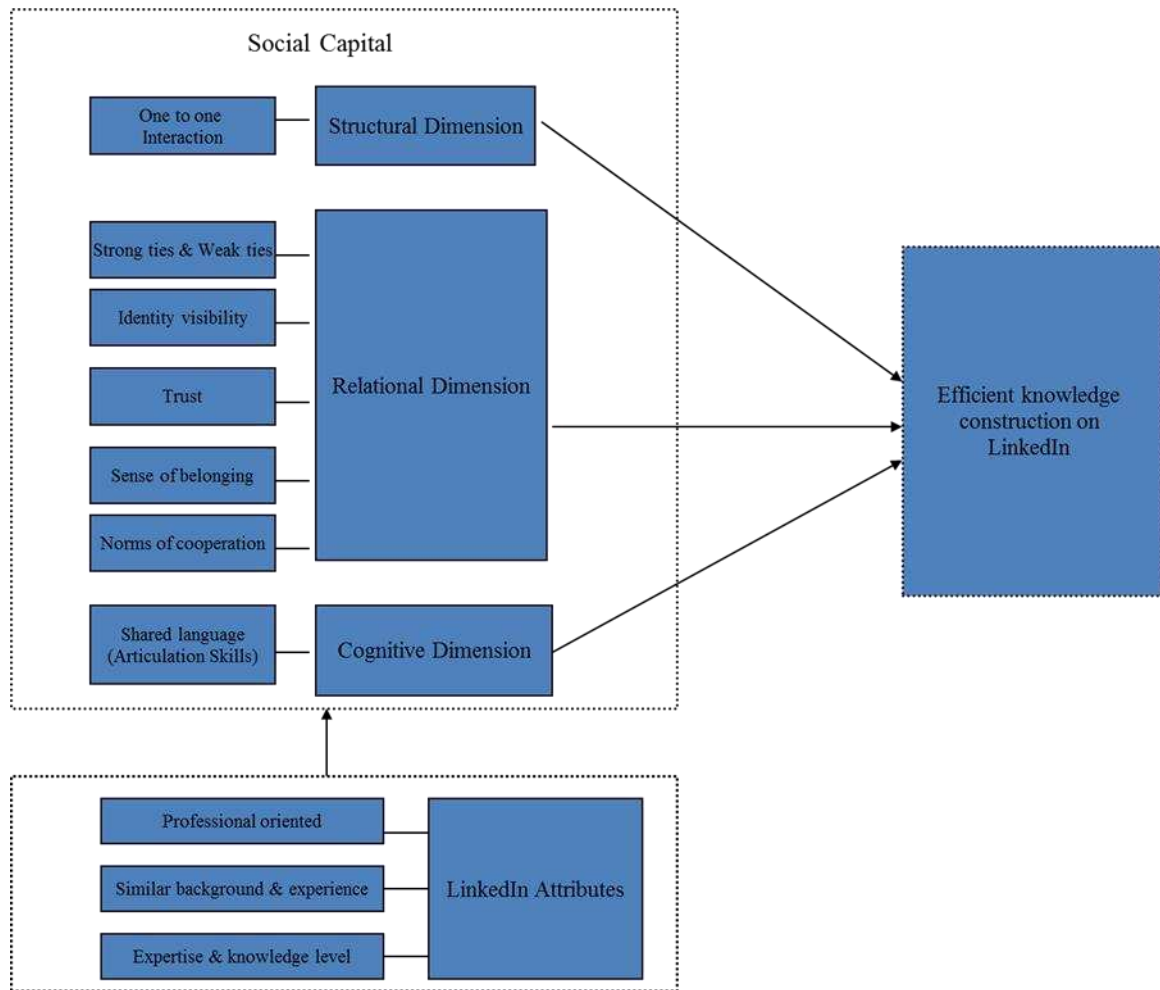 Social Capital
One to one
Interaction
Structural Dimension
Strong ties & Weak ties
Identity visibility
Trust
Sense of belonging
Norms of cooperation
Relational Dimension
Shared language
(Articulation Skills)
Cognitive Dimension
Efficient knowledge
construction on
LinkedIn
Professional oriented
Similar background & experience
Expertise & knowledge level
LinkedIn Attributes